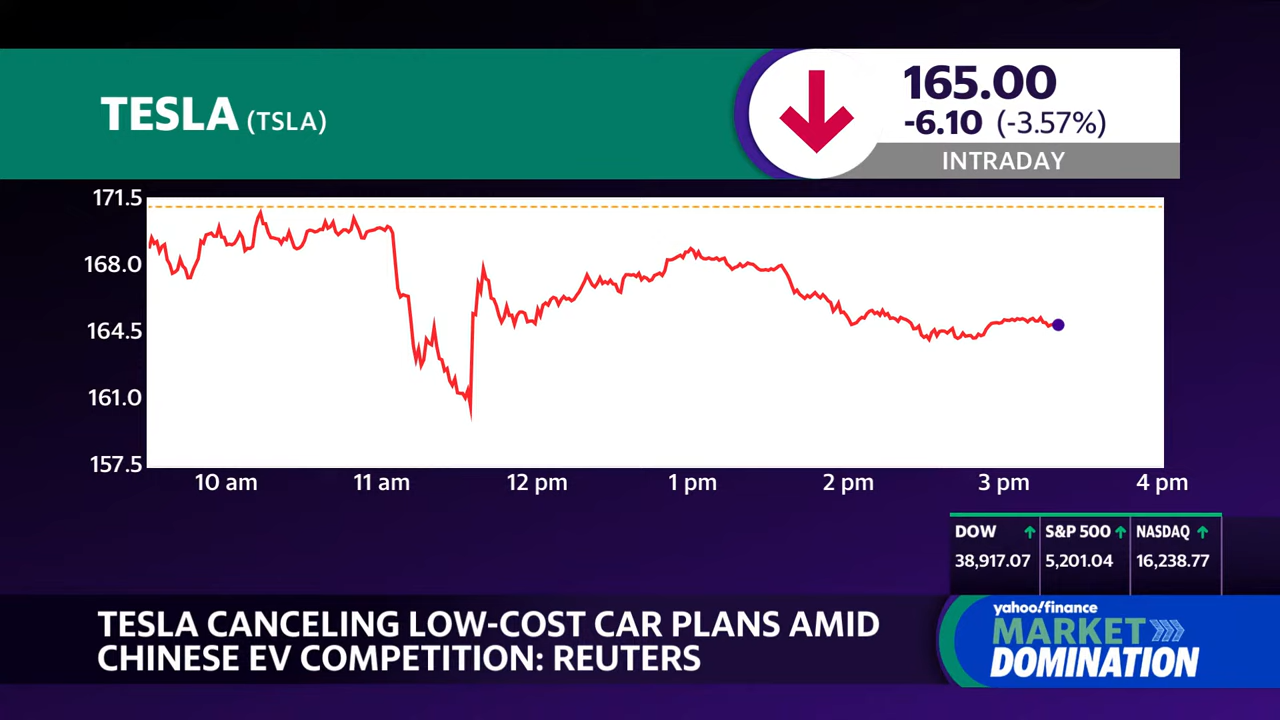 TESLA (TSLA)
165.00
-6.10 (-3.57%)
INTRADAY
171.5
168.0
164.5
161.0
157.5
10 am 11 am 12 pm 1 pm 2 pm 3 pm 4 pm
DOW S&P 500 NASDAQ
38,917.07 5,201.04 16,238.77
TESLA CANCELING LOW-COST CAR PLANS AMID
CHINESE EV COMPETITION: REUTERS
yahoo!finance
MARKET
DOMINATION